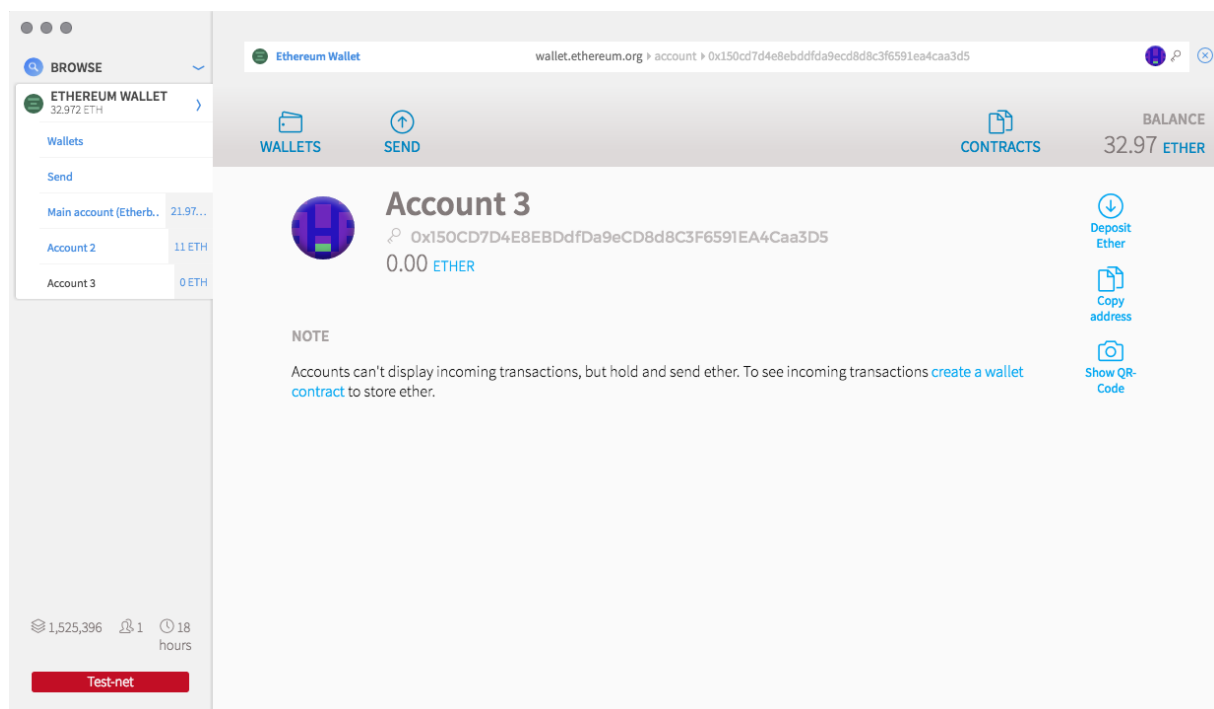 BROWSE
ETHEREUM WALLET
32.972 ETH
Wallets
Send
Main account (Etherb.. 21.97...
Account 2 11 ETH
Account 3 0 ETH
1,525,396 1 18
hours
Test-net
Ethereum Wallet wallet.ethereum.org ▸ account ▸ 0x150cd7d4e8ebddfda9ecd8d8c3f6591ea4caa3d5
WALLETS SEND CONTRACTS
BALANCE
32.97 ETHER
Account 3
0x150CD7D4E8EBDdfDa9eCD8d8C3F6591EA4Caa3D5
0.00 ETHER
NOTE
Accounts can't display incoming transactions, but hold and send ether. To see incoming transactions create a wallet
contract to store ether.
Deposit
Ether
Copy
address
Show QR-
Code